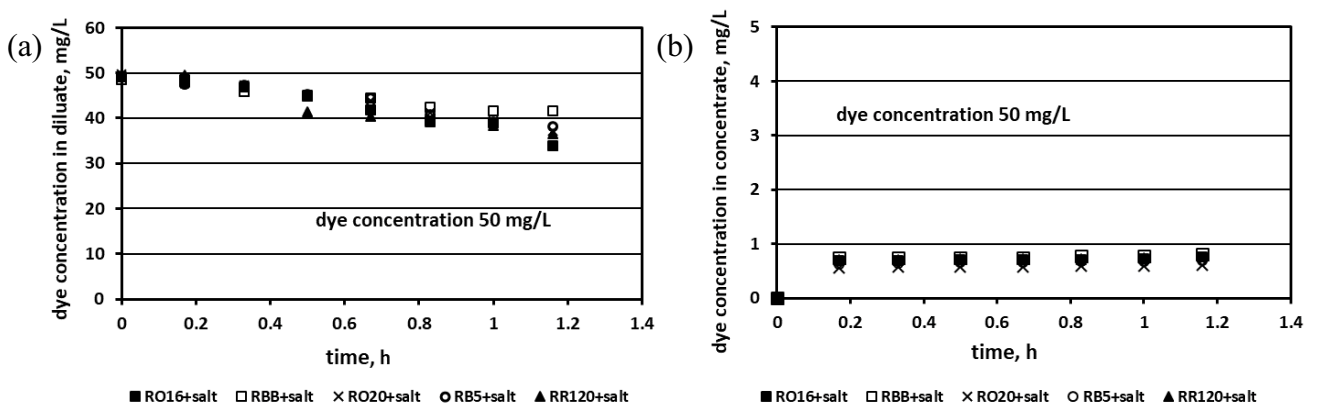 (a)
dye concentration in diluate, mg/L
60
50
40
30
20
10
0
dye concentration 50 mg/L
0 0.2 0.4 0.6 0.8 1 1.2 1.4
time, h
RO16+salt RBB+salt RO20+salt RB5+salt RR120+salt
(b)
dye concentration in concentrate, mg/L
5
4
3
2
1
0
dye concentration 50 mg/L
0 0.2 0.4 0.6 0.8 1 1.2 1.4
time, h
RO16+salt RBB+salt RO20+salt RB5+salt RR120+salt